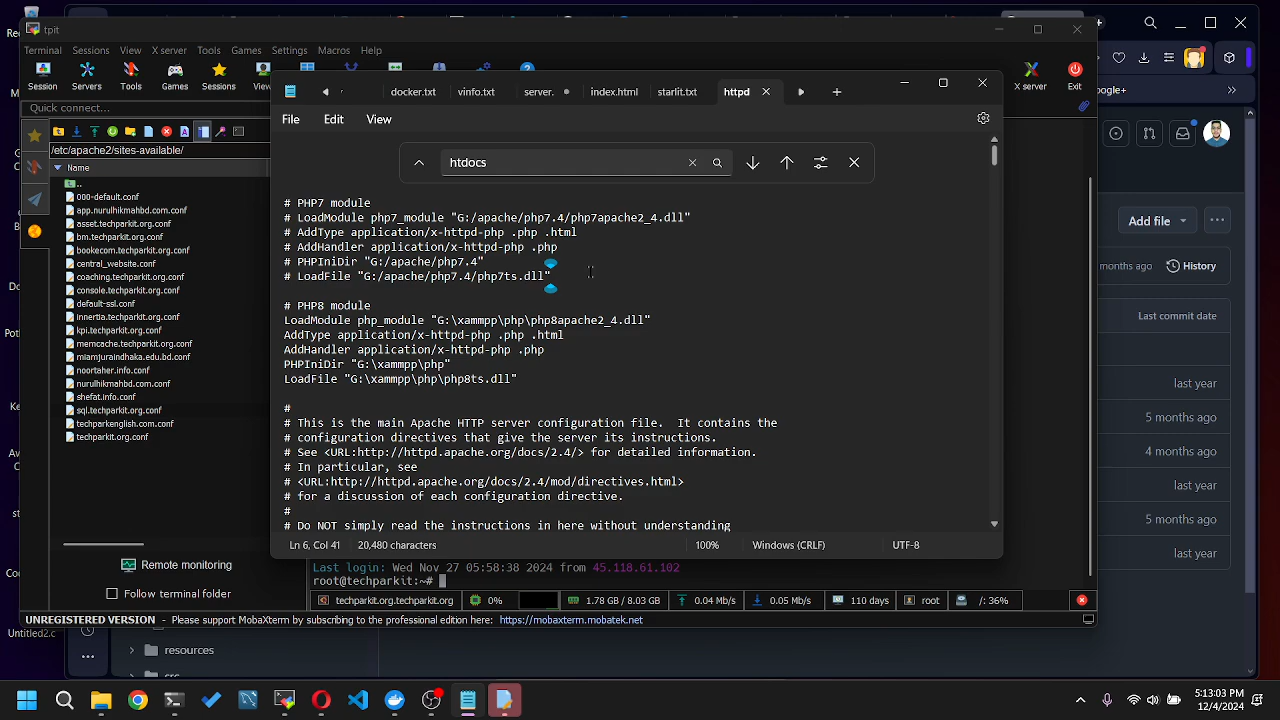 tpit
Terminal Sessions View X server Tools Games Settings Macros Help
Session Servers Tools Games Sessions View
X server Exit
Quick connect...
/etc/apache2/sites-available/
Name
..
000-default.conf
app.nurulhikmahbd.com.conf
asset.techparkit.org.conf
bm.techparkit.org.conf
bookecom.techparkit.org.conf
central_website.conf
coaching.techparkit.org.conf
console.techparkit.org.conf
default-ssl.conf
innertia.techparkit.org.conf
kpi.techparkit.org.conf
memcache.techparkit.org.conf
miamjuraindhaka.edu.bd.conf
noortaher.info.conf
nurulhikmahbd.com.conf
shefat.info.conf
sql.techparkit.org.conf
techparkenglish.com.conf
techparkit.org.conf
Remote monitoring
Follow terminal folder
docker.txt vinfo.txt server. index.html starlit.txt httpd
File Edit View
htdocs
# PHP7 module
# LoadModule php7_module "G:/apache/php7.4/php7apache2_4.dll"
# AddType application/x-httpd-php .php .html
# AddHandler application/x-httpd-php .php
# PHPIniDir "G:/apache/php7.4"
# LoadFile "G:/apache/php7.4/php7ts.dll"
# PHP8 module
LoadModule php_module "G:\xammpp\php\php8apache2_4.dll"
AddType application/x-httpd-php .php .html
AddHandler application/x-httpd-php .php
PHPIniDir "G:\xammpp\php"
LoadFile "G:\xammpp\php\php8ts.dll"
#
# This is the main Apache HTTP server configuration file.  It contains the
# configuration directives that give the server its instructions.
# See <URL:http://httpd.apache.org/docs/2.4/> for detailed information.
# In particular, see
# <URL:http://httpd.apache.org/docs/2.4/mod/directives.html>
# for a discussion of each configuration directive.
#
# Do NOT simply read the instructions in here without understanding
Ln 6, Col 41 20,480 characters 100% Windows (CRLF) UTF-8
Last login: Wed Nov 27 05:58:38 2024 from 45.118.61.102
root@techparkit:~#
techparkit.org.techparkit.org 0% 1.78 GB / 8.03 GB 0.04 Mb/s 0.05 Mb/s 110 days root /: 36%
UNREGISTERED VERSION - Please support MobaXterm by subscribing to the professional edition here: https://mobaxterm.mobatek.net
oogle+
Add file
months ago History
last year
5 months ago
4 months ago
last year
5 months ago
last year
Untitled2.c
resources
src
5:13:03 PM
12/4/2024